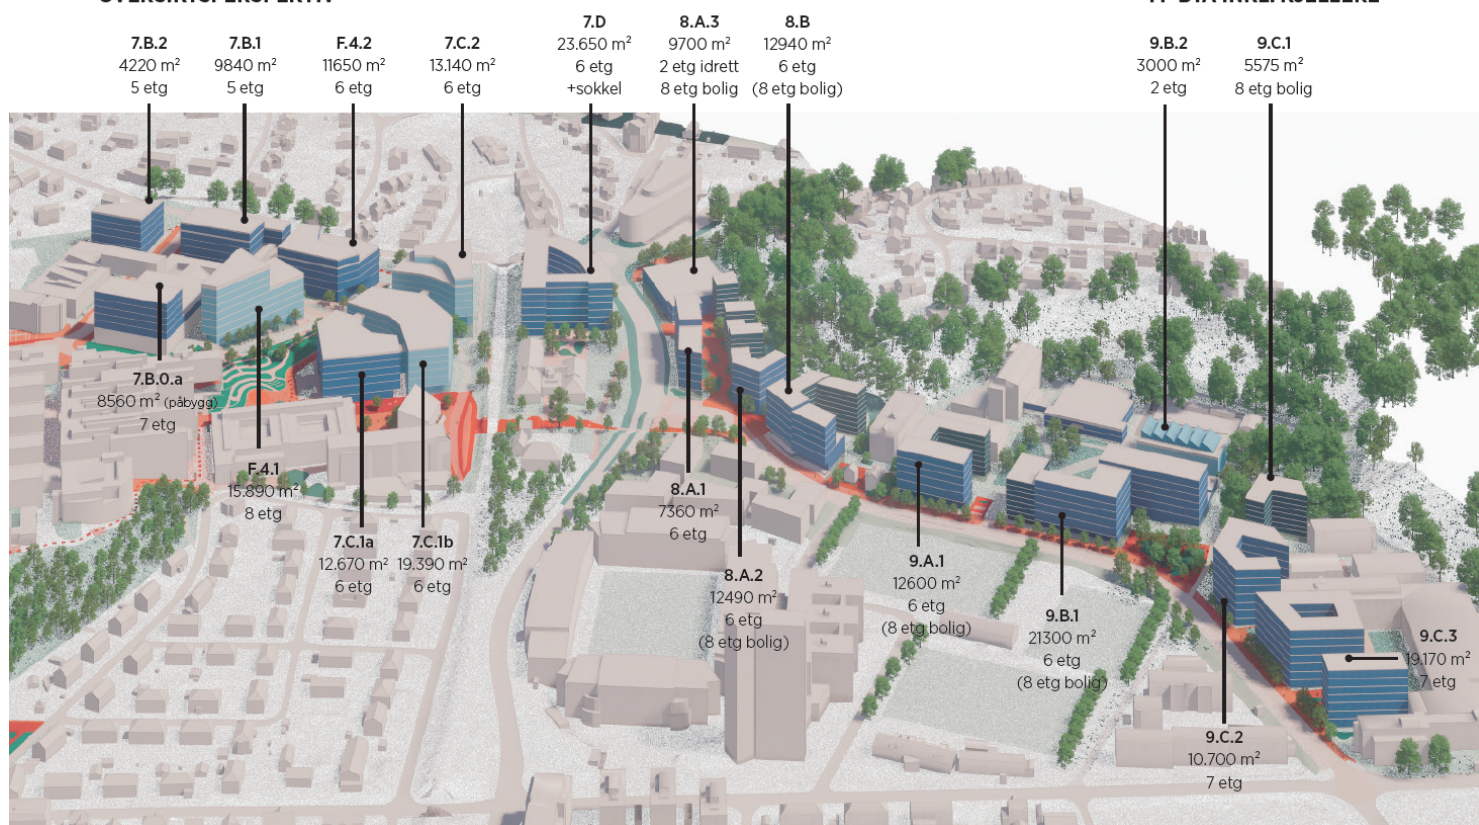 7.B.2
4220 m²
5 etg
7.B.1
9840 m²
5 etg
F.4.2
11650 m²
6 etg
7.C.2
13.140 m²
6 etg
7.D
23.650 m²
6 etg
+sokkel
8.A.3
9700 m²
2 etg idrett
8 etg bolig
8.B
12940 m²
6 etg
(8 etg bolig)
9.B.2
3000 m²
2 etg
9.C.1
5575 m²
8 etg bolig
7.B.0.a
8560 m² (påbygg)
7 etg
F.4.1
15.890 m²
8 etg
7.C.1a
12.670 m²
6 etg
7.C.1b
19.390 m²
6 etg
8.A.1
7360 m²
6 etg
8.A.2
12490 m²
6 etg
(8 etg bolig)
9.A.1
12600 m²
6 etg
(8 etg bolig)
9.B.1
21300 m²
6 etg
(8 etg bolig)
9.C.3
19.170 m²
7 etg
9.C.2
10.700 m²
7 etg